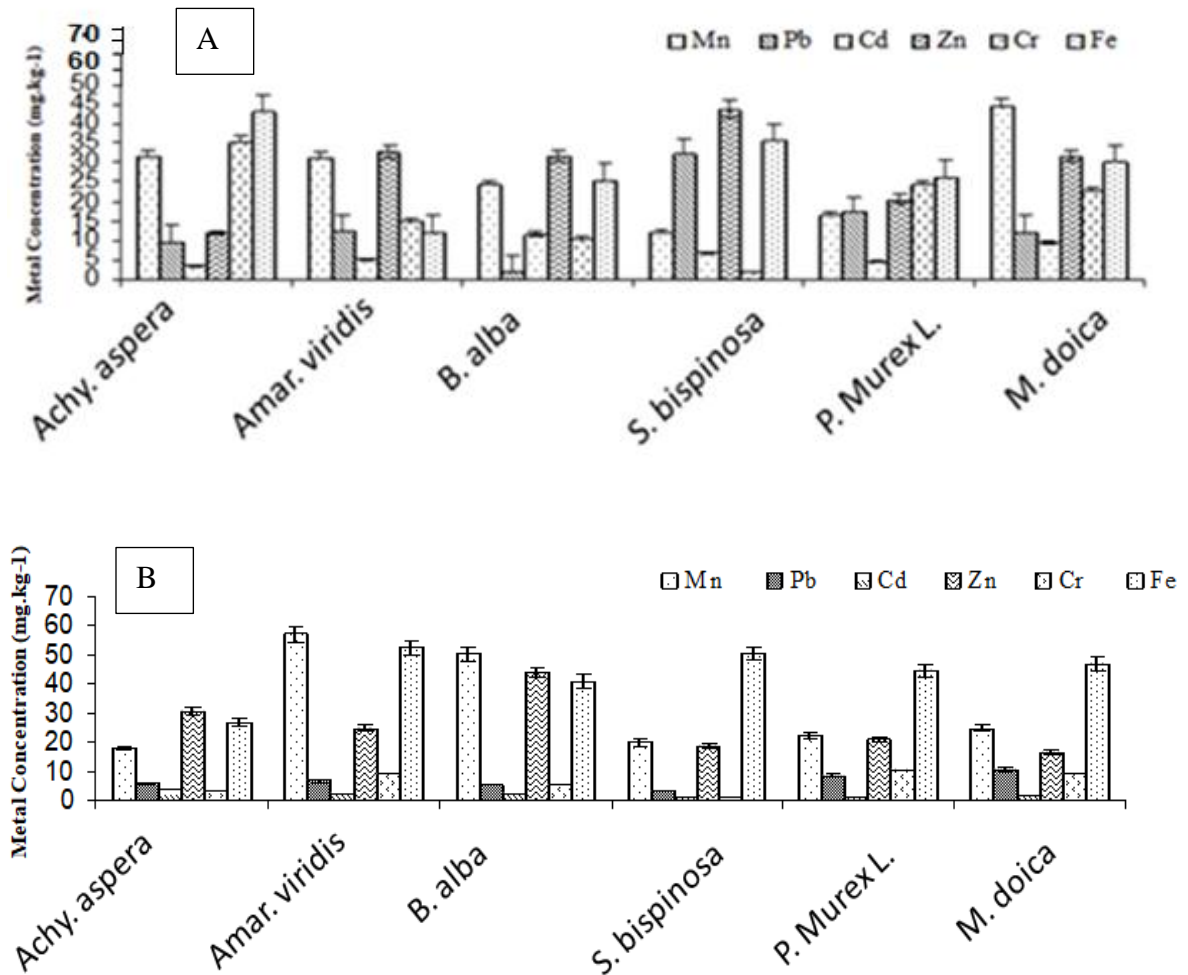 A
Mn Pb Cd Zn Cr Fe
Metal Concentration (mg.kg-1)
70
60
50
45
35
30
25
20
15
10
5
0
Achy. aspera
Amar. viridis
B. alba
S. bispinosa
P. Murex L.
M. doica
B
Mn Pb Cd Zn Cr Fe
Metal Concentration (mg.kg-1)
70
60
50
40
30
20
10
0
Achy. aspera
Amar. viridis
B. alba
S. bispinosa
P. Murex L.
M. doica